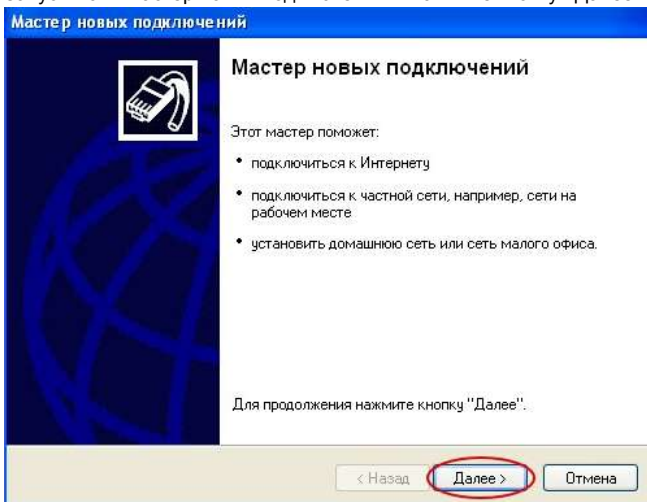 Мастер новых подключений
Мастер новых подключений
Этот мастер поможет:
• подключиться к Интернету
• подключиться к частной сети, например, сети на
рабочем месте
• установить домашнюю сеть или сеть малого офиса.
Для продолжения нажмите кнопку "Далее".
< Назад Далее > Отмена